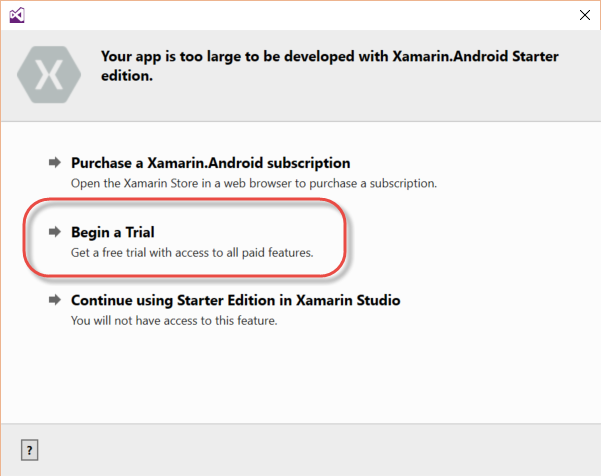 Your app is too large to be developed with Xamarin.Android Starter
edition.
Purchase a Xamarin.Android subscription
Open the Xamarin Store in a web browser to purchase a subscription.
Begin a Trial
Get a free trial with access to all paid features.
Continue using Starter Edition in Xamarin Studio
You will not have access to this feature.
?